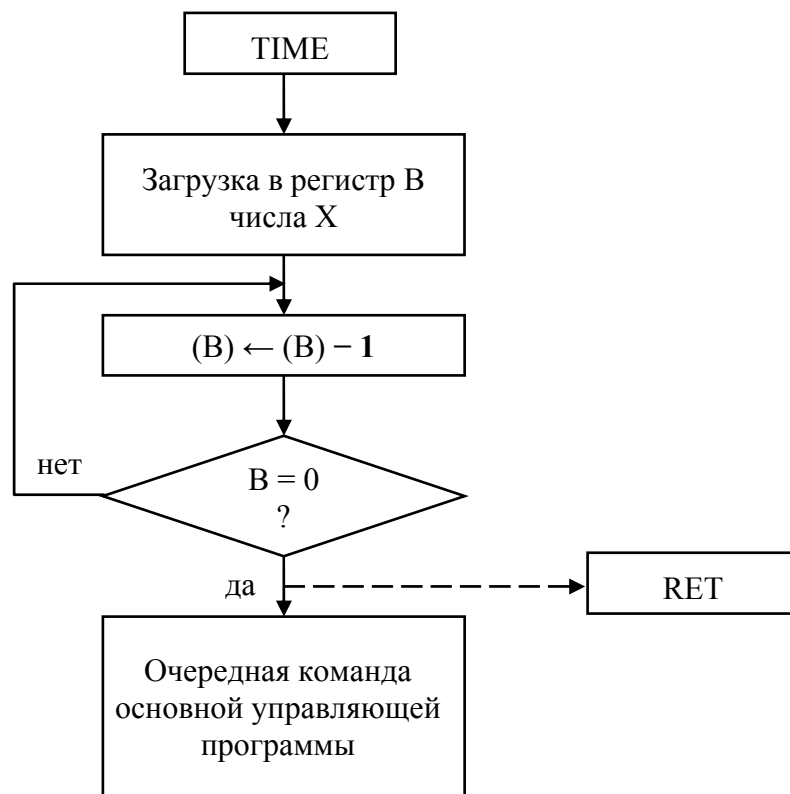 TIME
Загрузка в регистр В
числа X
(B) ← (B) − 1
нет
B = 0
?
да
RET
Очередная команда
основной управляющей
программы